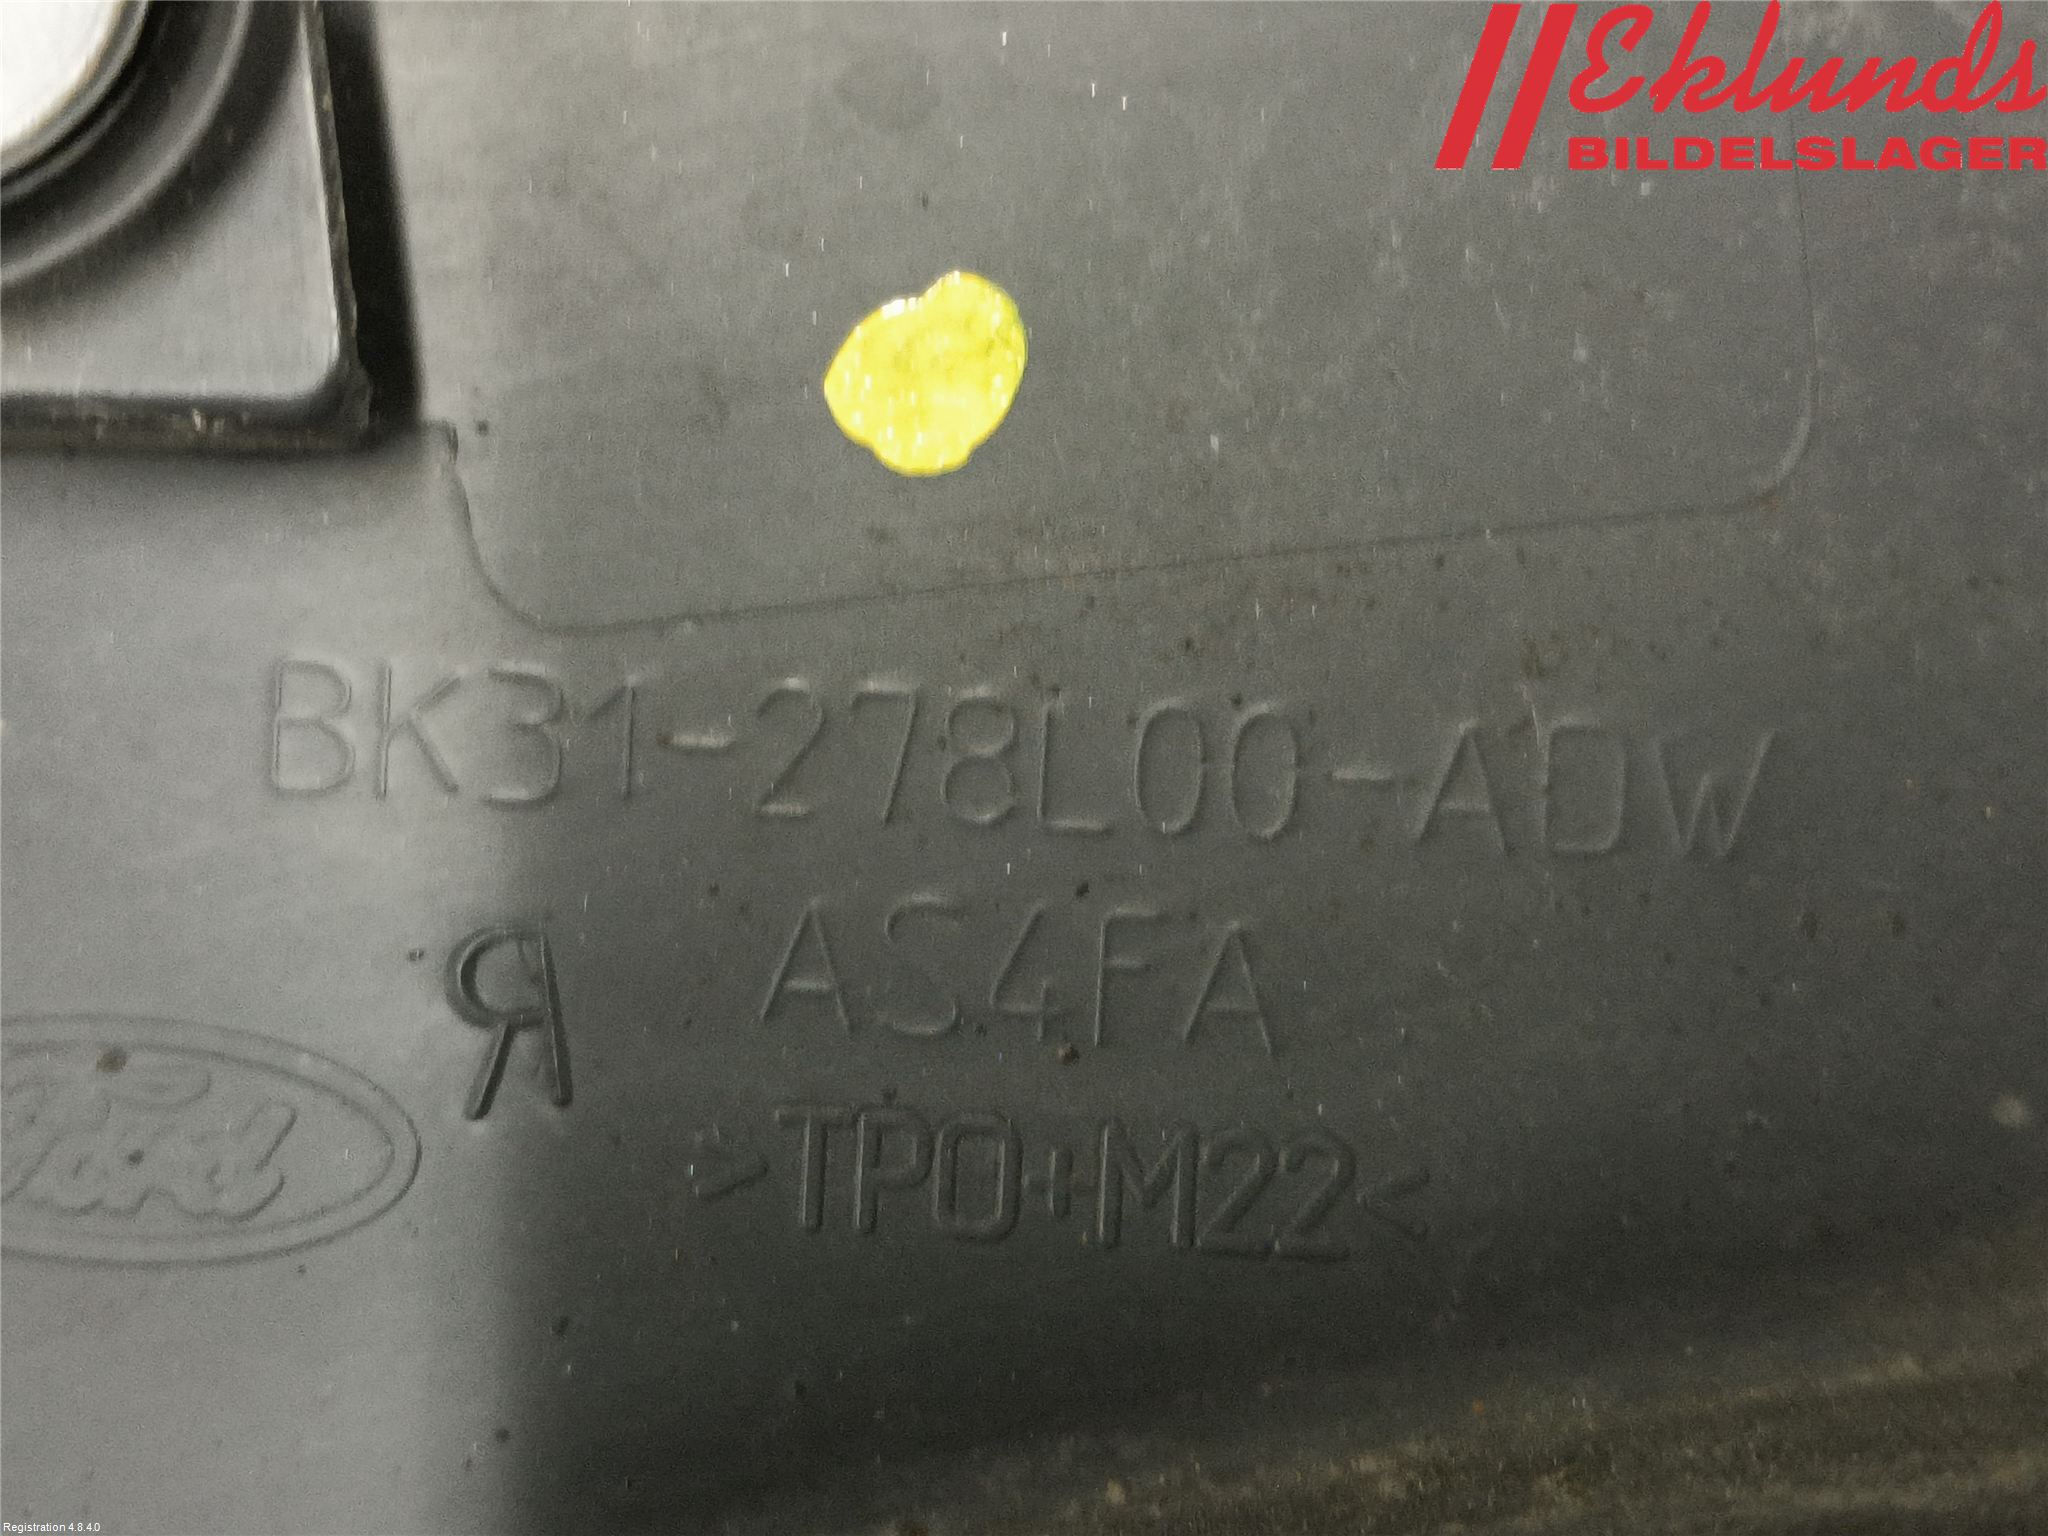 Eklunds
BILDELSLAGER
BK31-278L00-ADW
AS4FA
Ford
>TPO+M22<
Registration 4.8.4.0